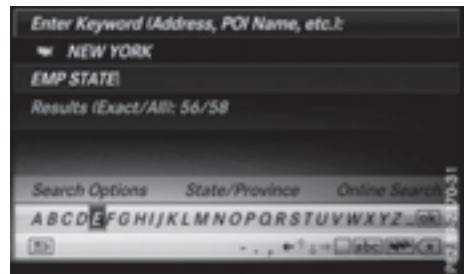 Enter Keyword (Address, POI Name, etc.):
NEW YORK
EMP STATE
Results (Exact/All): 56/58
Search Options State/Province Online Search
A B C D E F G H I J K L M N O P Q R S T U V W X Y Z _ ok
- . , abc